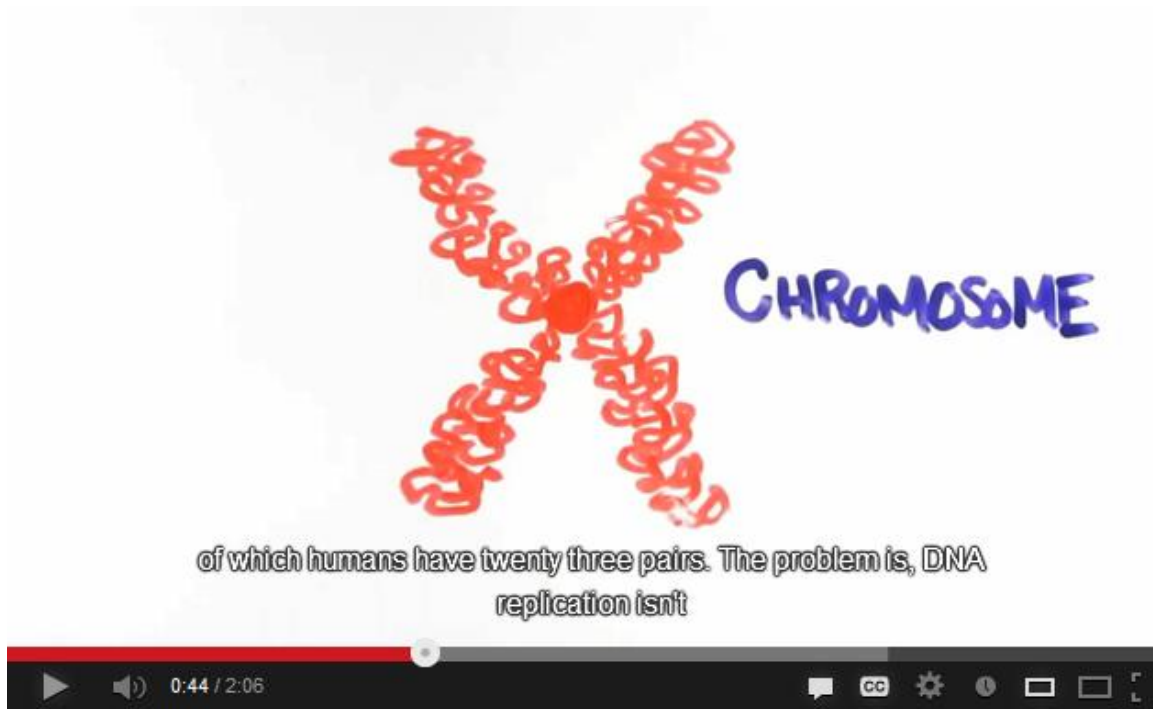 CHROMOSOME
of which humans have twenty three pairs. The problem is, DNA
replication isn't
0:44 / 2:06
CC